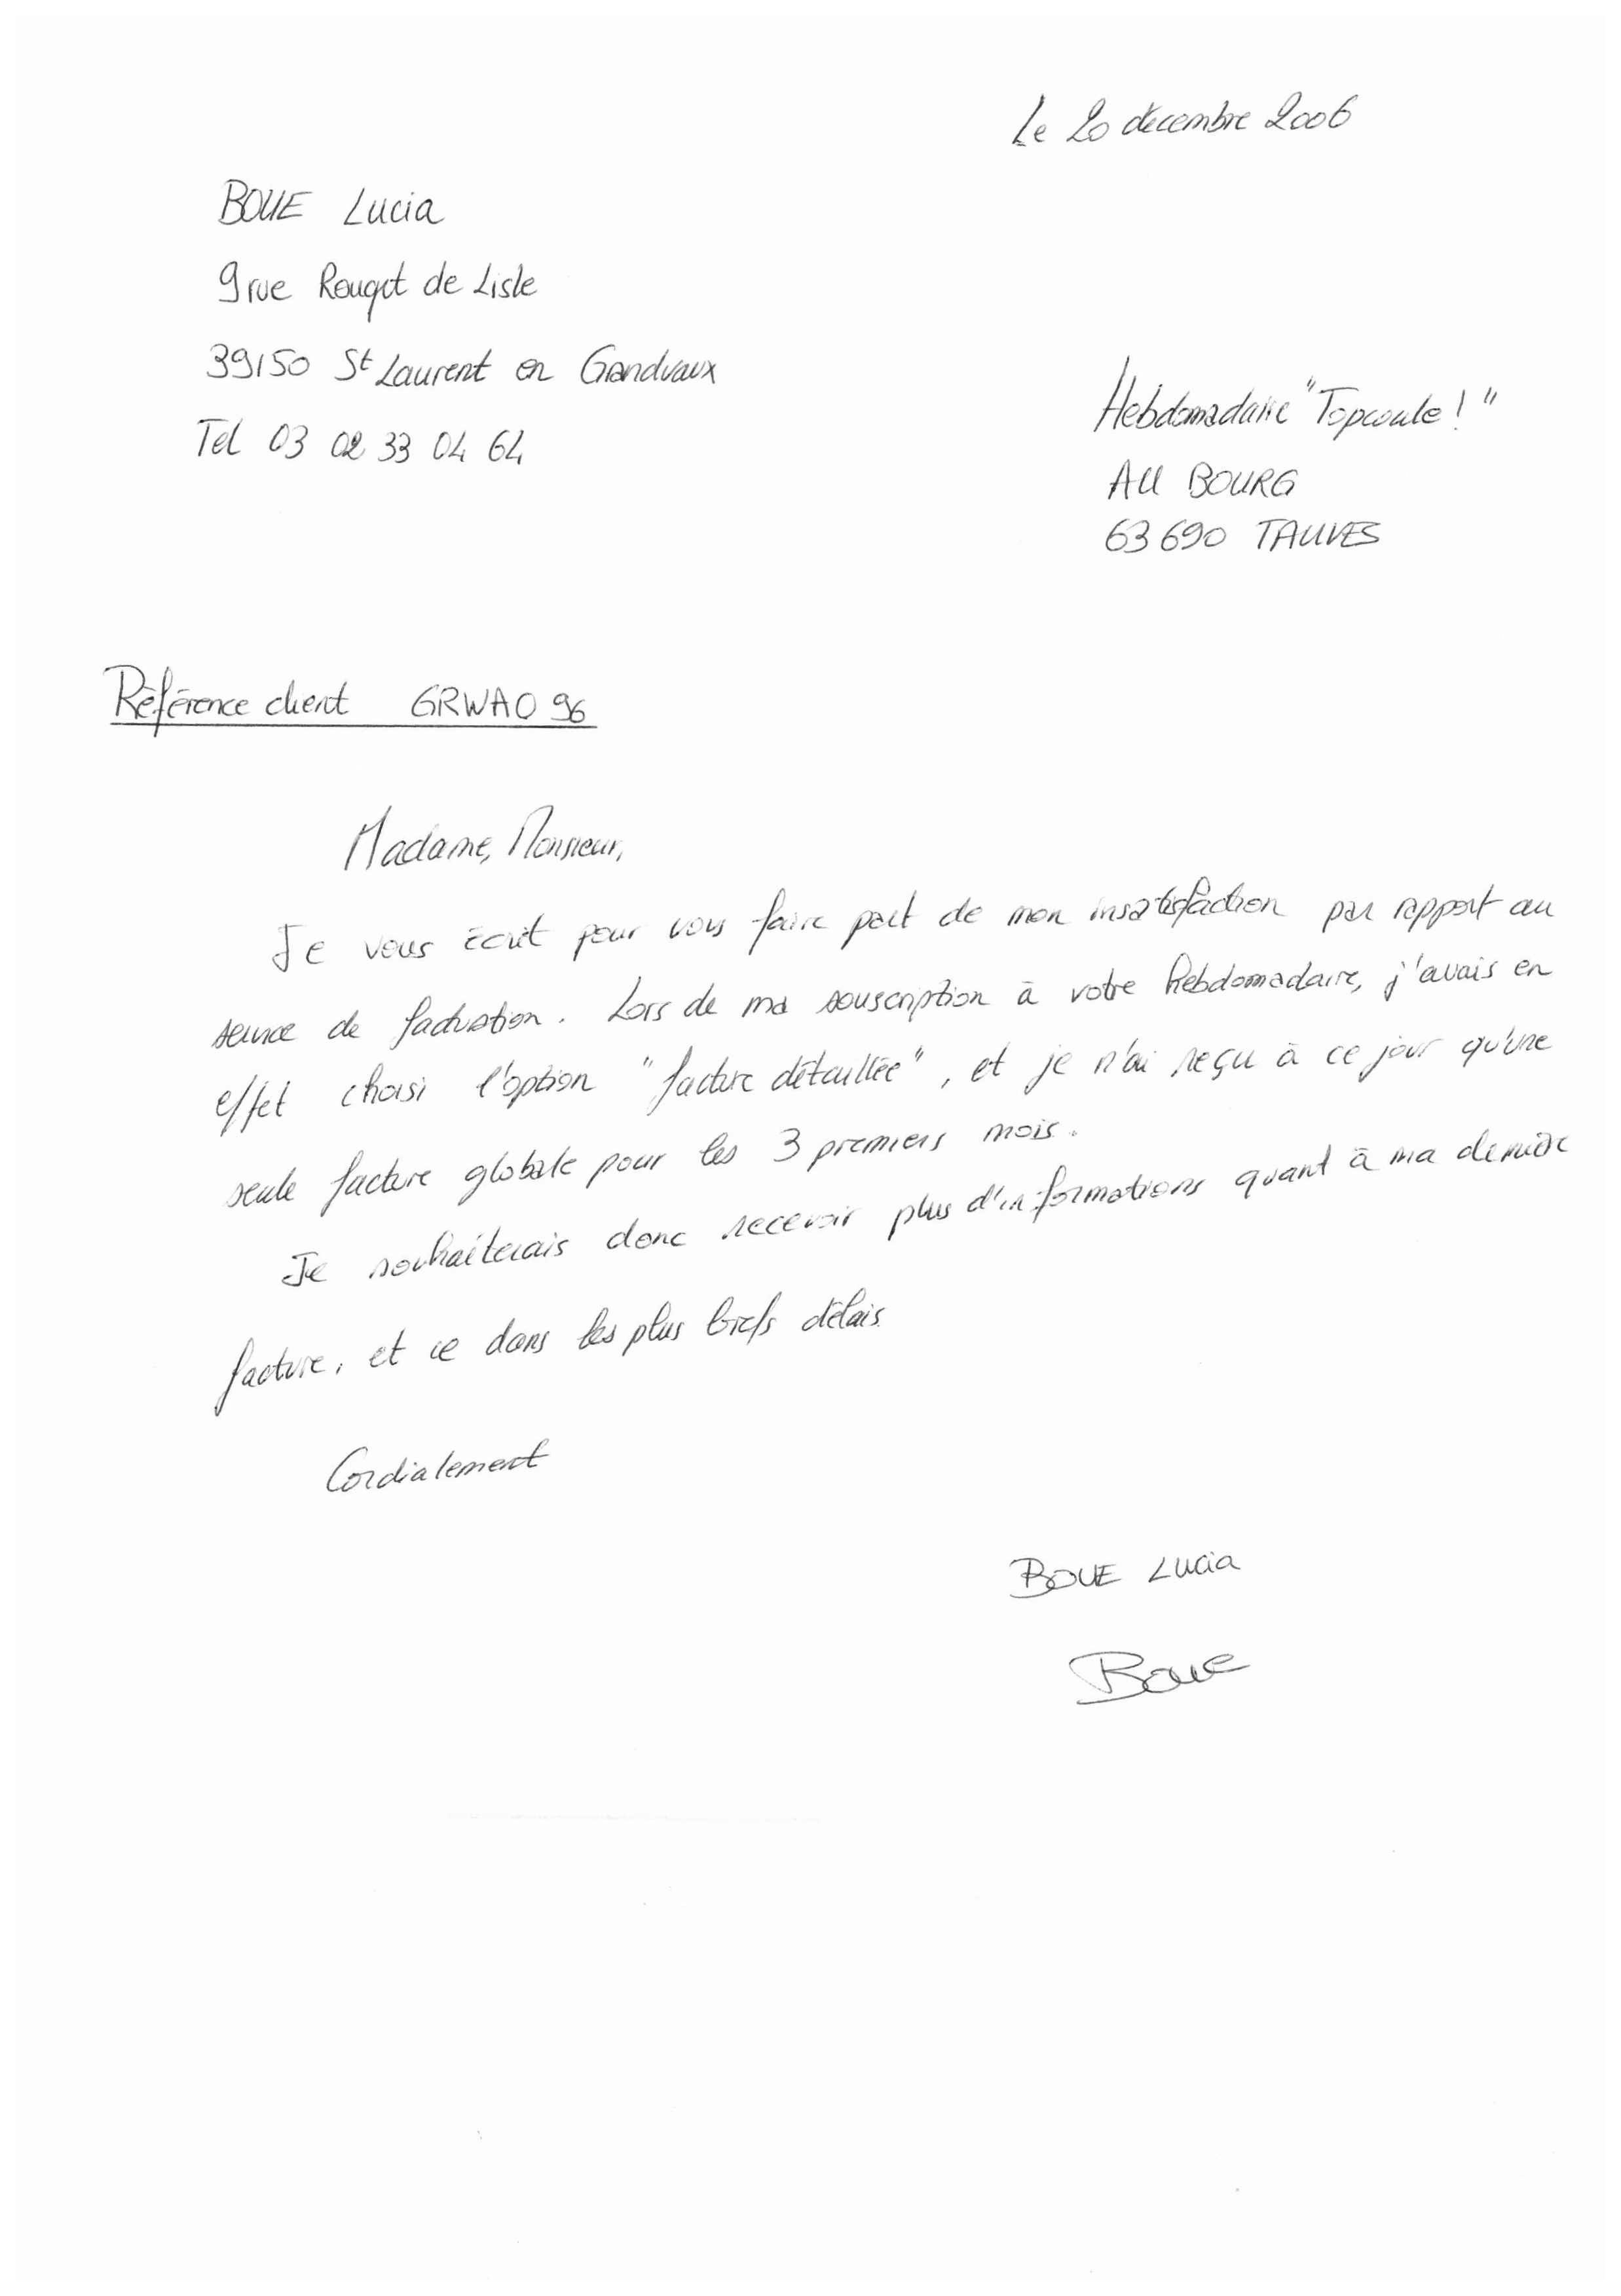 Le 20 décembre 2006
BOUE Lucia
9 rue Rouget de Lisle
39150 St Laurent en Grandvaux
Tel 03 02 33 04 64
Hebdomadaire "Topcoule!"
AU BOURG
63 690 TAUVES
Référence client GRWAO 96
Madame, Monsieur,
Je vous écrit pour vous faire part de mon insatisfaction par rapport au
service de facturation. Lors de ma souscription à votre hebdomadaire, j'avais en
effet choisi l'option "facture détaillée", et je n'ai reçu à ce jour qu'une
seule facture globale pour les 3 premiers mois.
Je souhaiterais donc recevoir plus d'informations quant à ma dernière
facture, et ce dans les plus brefs délais.
Cordialement
BOUE Lucia
Boue